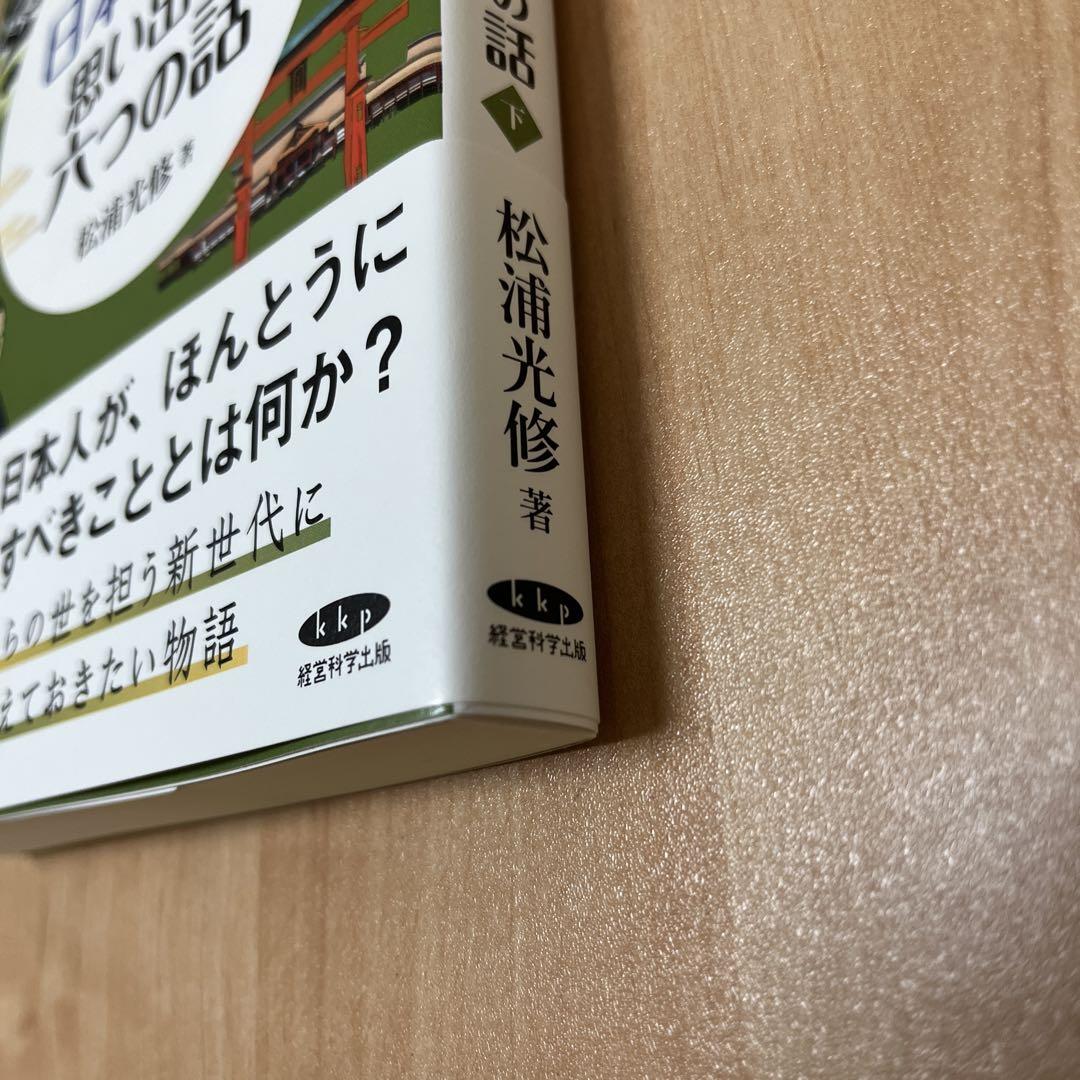 日本
思い出
六つの話
松浦光修 著
日本人が、ほんとうに
すべきこととは何か？
らの世を担う新世代に
えておきたい物語
kkp
経営科学出版
の話 下
松浦光修 著
kkp
経営科学出版